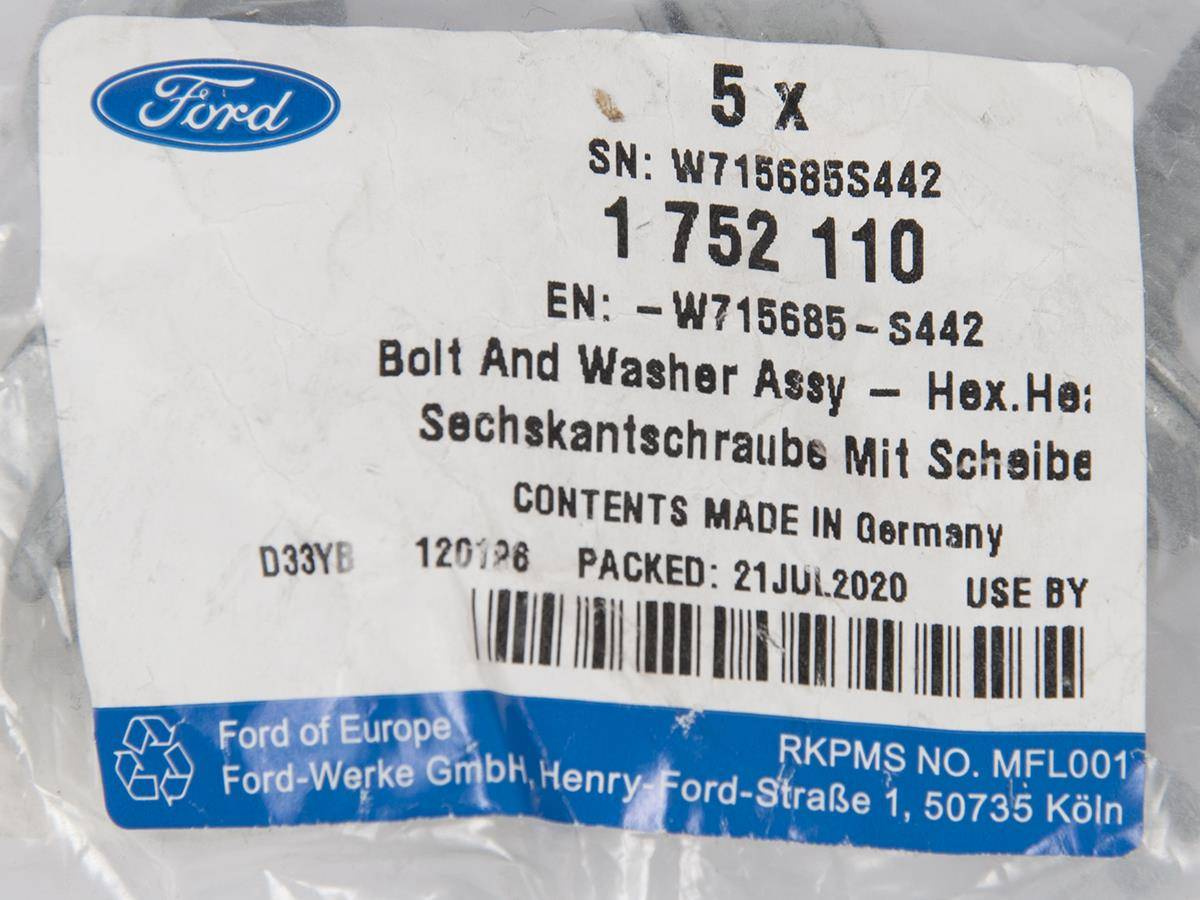 Ford
5 x
SN: W715685S442
1 752 110
EN: -W715685-S442
Bolt And Washer Assy - Hex.
Sechskantschraube Mit Scheibe
CONTENTS MADE IN Germany
D33YB PACKED: 21JUL2020 USE BY
Ford of Europe
RKPMS NO. MFL001
Ford-Werke GmbH, Henry-Ford-Straße 1, 50735 Köln